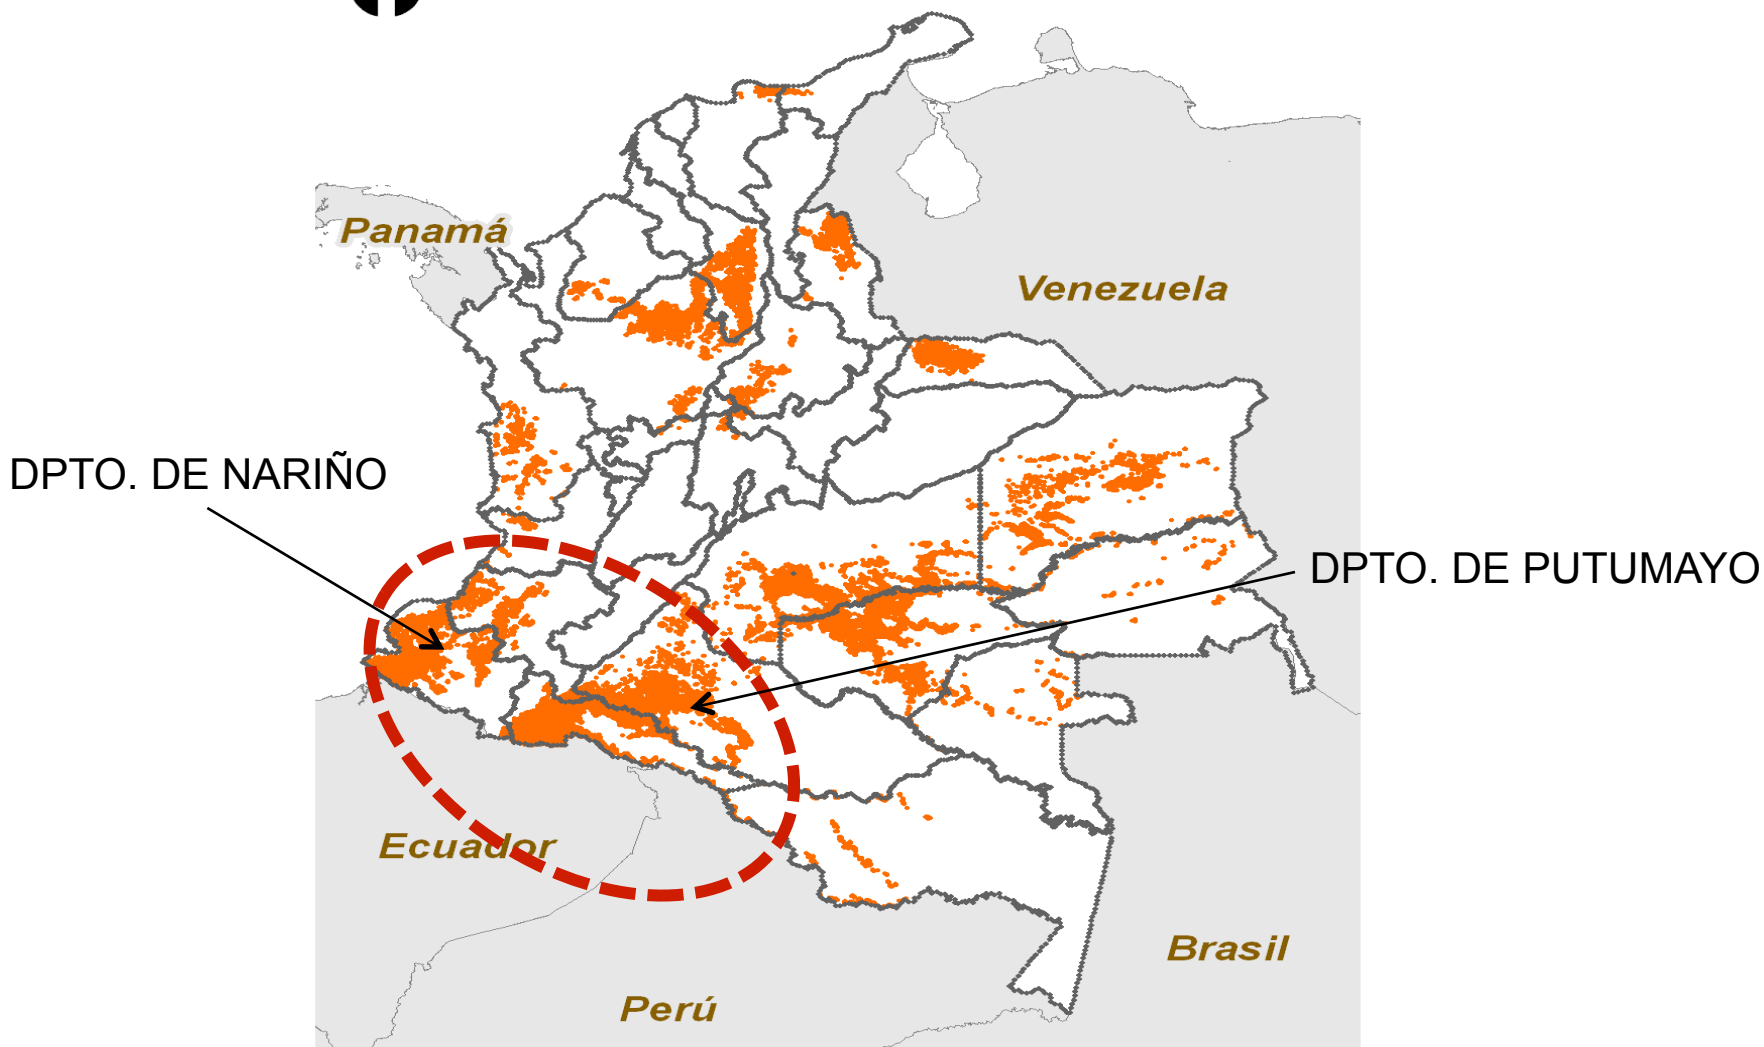 Panamá
Venezuela
DPTO. DE NARIÑO
DPTO. DE PUTUMAYO
Ecuador
Brasil
Perú